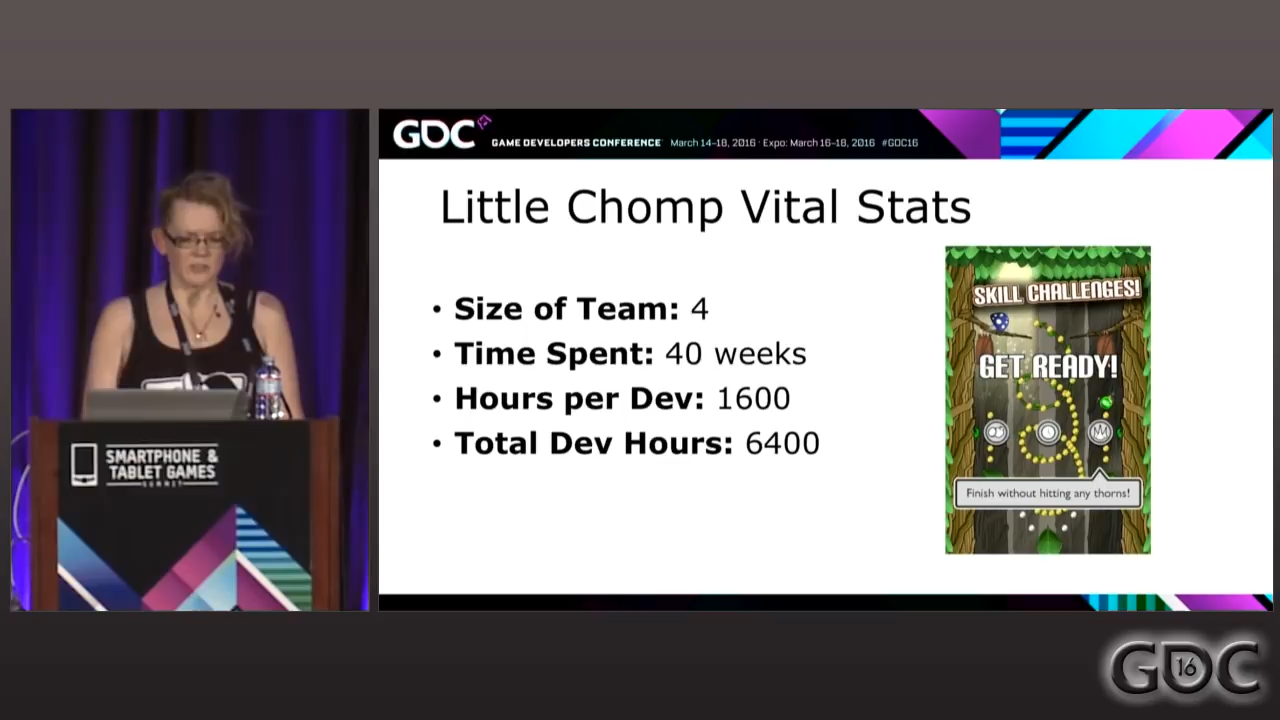 GDC
GAME DEVELOPERS CONFERENCE March 14–18, 2016 · Expo: March 16–18, 2016 #GDC16
Little Chomp Vital Stats
• Size of Team: 4
• Time Spent: 40 weeks
• Hours per Dev: 1600
• Total Dev Hours: 6400
SKILL CHALLENGES!
GET READY!
Finish without hitting any thorns!
SMARTPHONE &
TABLET GAMES
SUMMIT
GDC
16